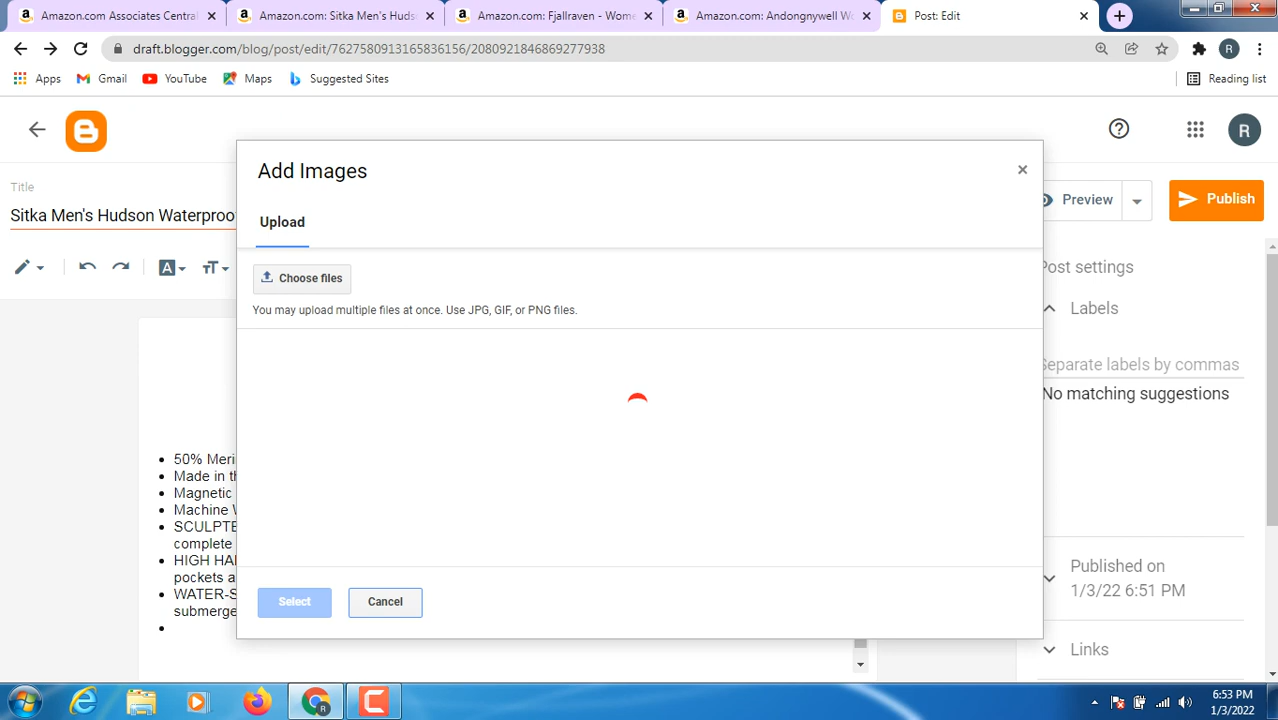 Amazon.com Associates Central
Amazon.com: Sitka Men's Huds
Amazon.com: Fjallraven - Wome
Amazon.com: Andongnywell Wo
Post: Edit
draft.blogger.com/blog/post/edit/7627580913165836156/2080921846869277938
R
Apps
Gmail
YouTube
Maps
Suggested Sites
Reading list
R
Add Images
Title
Sitka Men's Hudson Waterproo
Upload
Preview
Publish
Choose files
You may upload multiple files at once. Use JPG, GIF, or PNG files.
Post settings
Labels
Separate labels by commas
No matching suggestions
50% Meri
Made in th
Magnetic
Machine W
SCULPTE
complete
HIGH HAN
pockets a
WATER-S
submerge
Published on
1/3/22 6:51 PM
Select
Cancel
Links
6:53 PM
1/3/2022